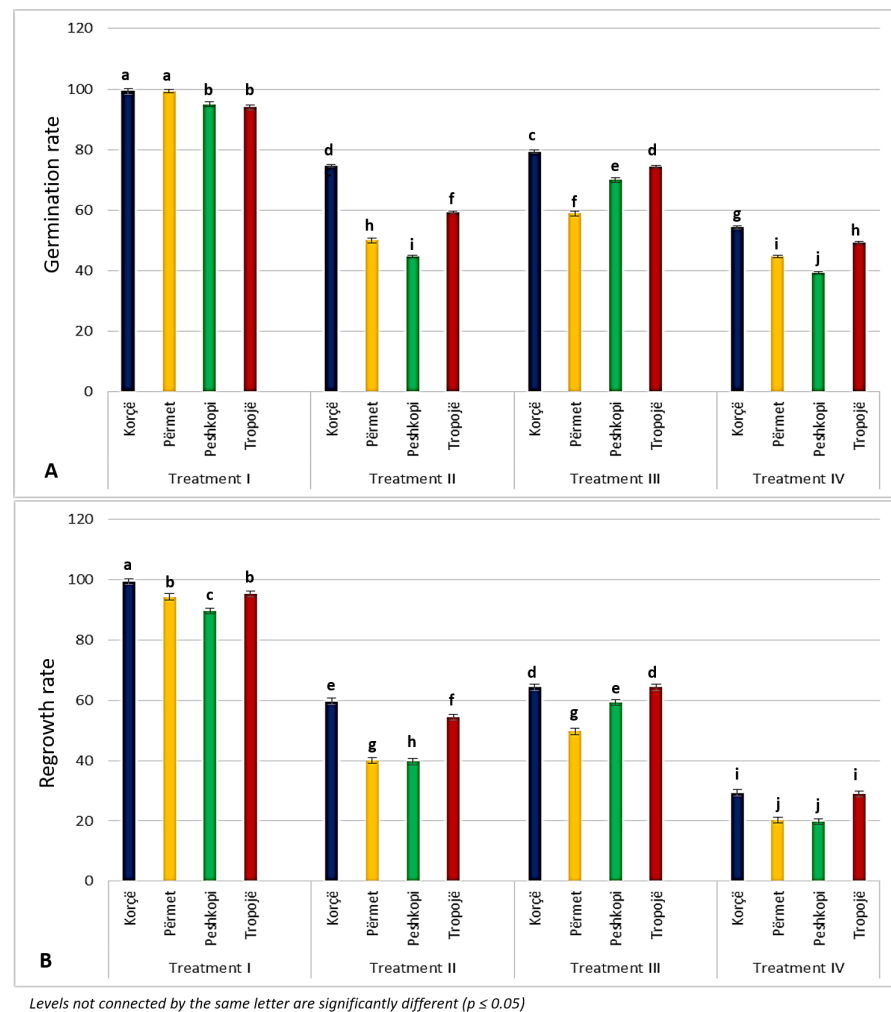 120
100
80
60
40
20
0
Germination rate
a a b b
d h i f
c f e d
g i j h
Korçë Përmet Peshkopi Tropojë Korçë Përmet Peshkopi Tropojë Korçë Përmet Peshkopi Tropojë Korçë Përmet Peshkopi Tropojë
A
Treatment I Treatment II Treatment III Treatment IV
120
100
80
60
40
20
0
Regrowth rate
a b c b
e g h f
d g e d
i j j i
Korçë Përmet Peshkopi Tropojë Korçë Përmet Peshkopi Tropojë Korçë Përmet Peshkopi Tropojë Korçë Përmet Peshkopi Tropojë
B
Treatment I Treatment II Treatment III Treatment IV
Levels not connected by the same letter are significantly different (p ≤ 0.05)